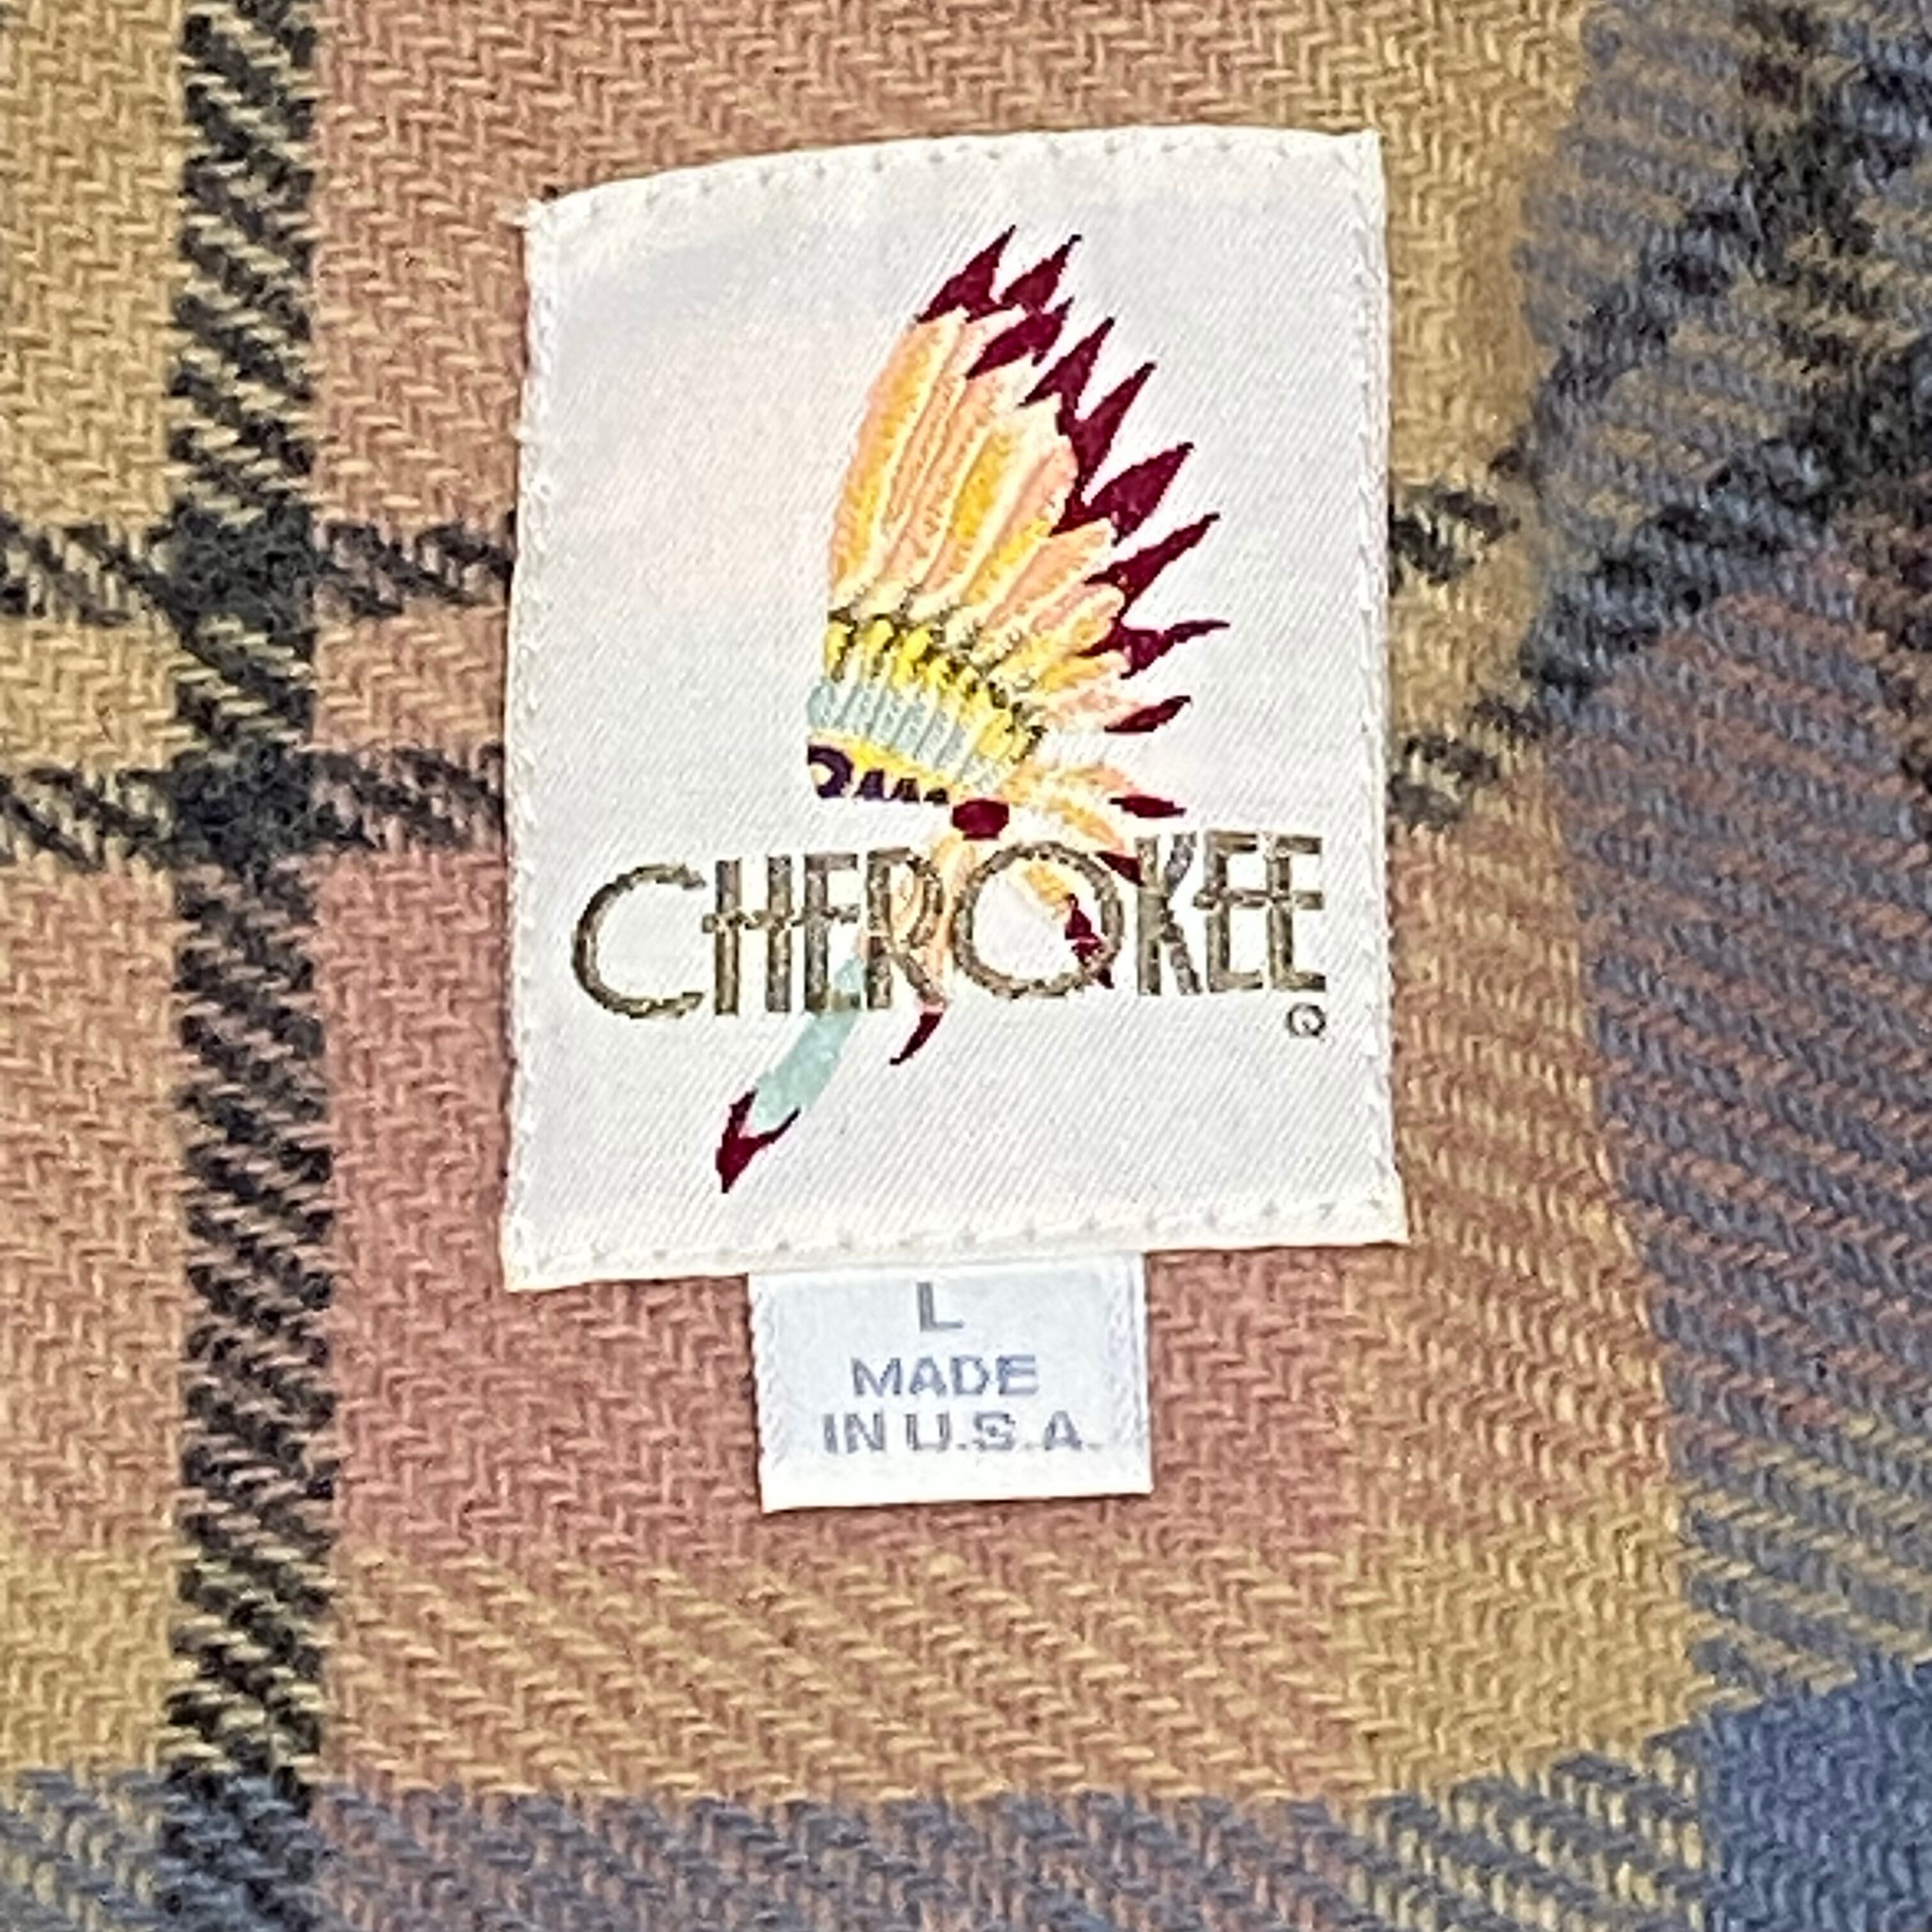 CHEROKEE
®
L
MADE
IN U.S.A.